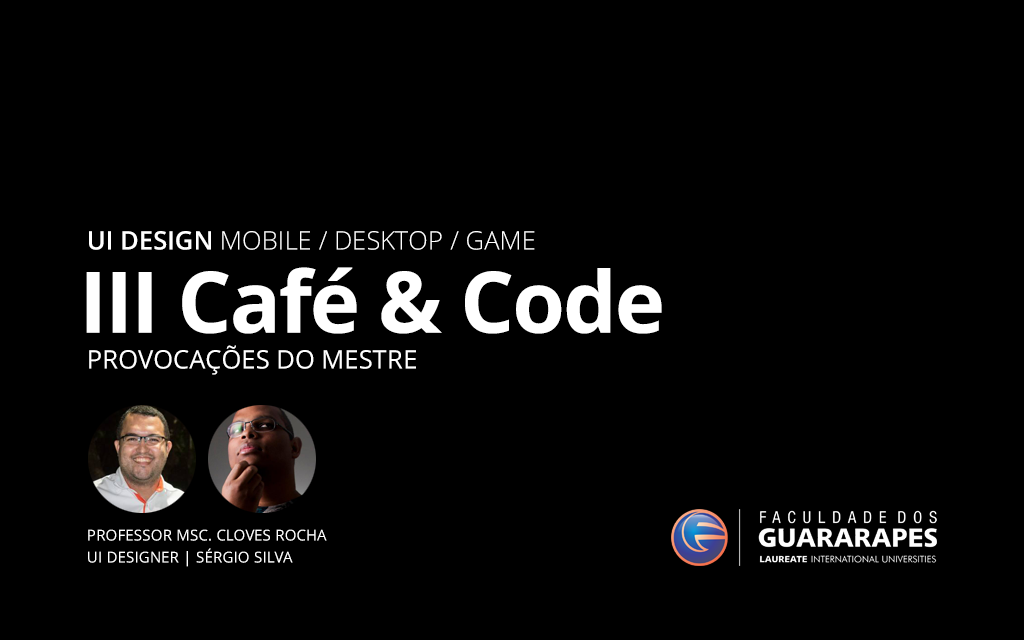 UI DESIGN MOBILE / DESKTOP / GAME
III Café & Code
PROVOCAÇÕES DO MESTRE
PROFESSOR MSC. CLOVES ROCHA
UI DESIGNER | SÉRGIO SILVA
FACULDADE DOS
GUARARAPES
LAUREATE INTERNATIONAL UNIVERSITIES